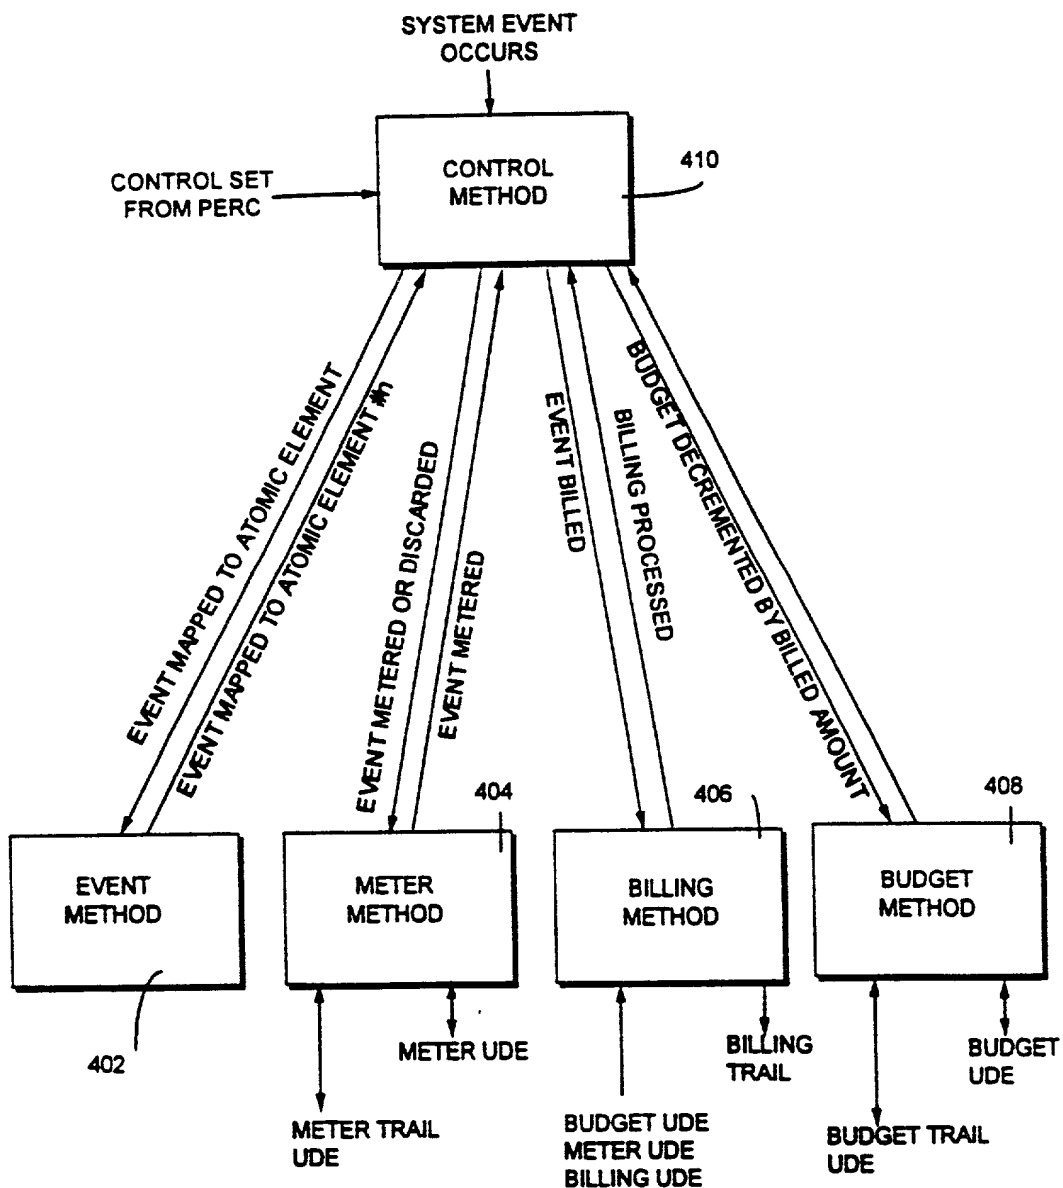 SYSTEM EVENT
OCCURS
CONTROL
METHOD
410
CONTROL SET
FROM PERC
EVENT MAPPED TO ATOMIC ELEMENT
EVENT MAPPED TO ATOMIC ELEMENT #n
EVENT METERED OR DISCARDED
EVENT METERED
EVENT BILLED
BILLING PROCESSED
BUDGET DECREMENTED BY BILLED AMOUNT
404
406
408
EVENT
METHOD
METER
METHOD
BILLING
METHOD
BUDGET
METHOD
402
METER UDE
BILLING
TRAIL
BUDGET
UDE
METER TRAIL
UDE
BUDGET UDE
METER UDE
BILLING UDE
BUDGET TRAIL
UDE